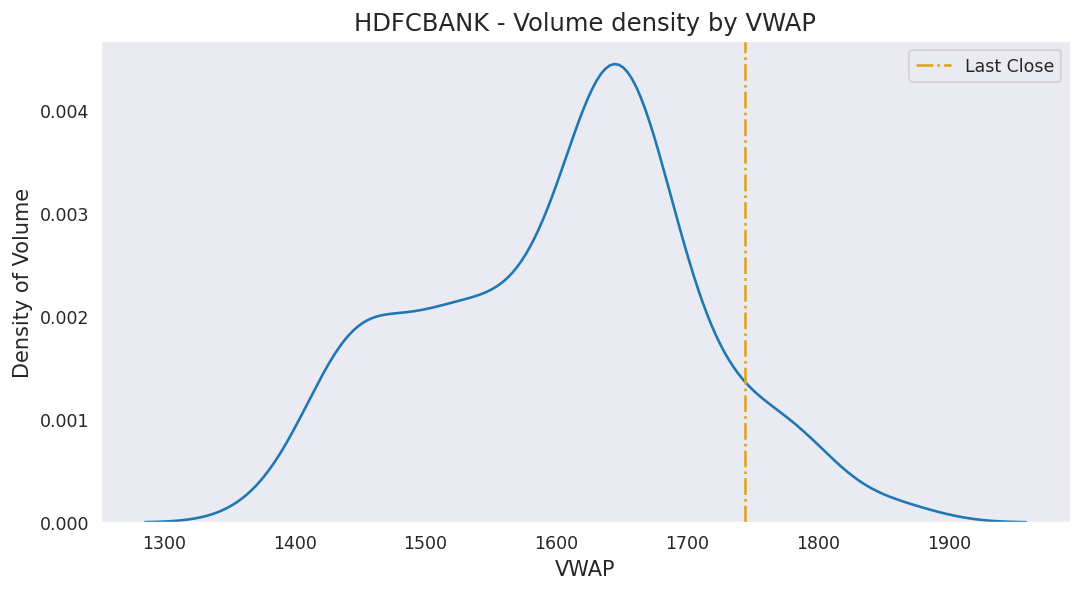 HDFCBANK - Volume density by VWAP
Last Close
Density of Volume
0.004
0.003
0.002
0.001
0.000
1300 1400 1500 1600 1700 1800 1900
VWAP